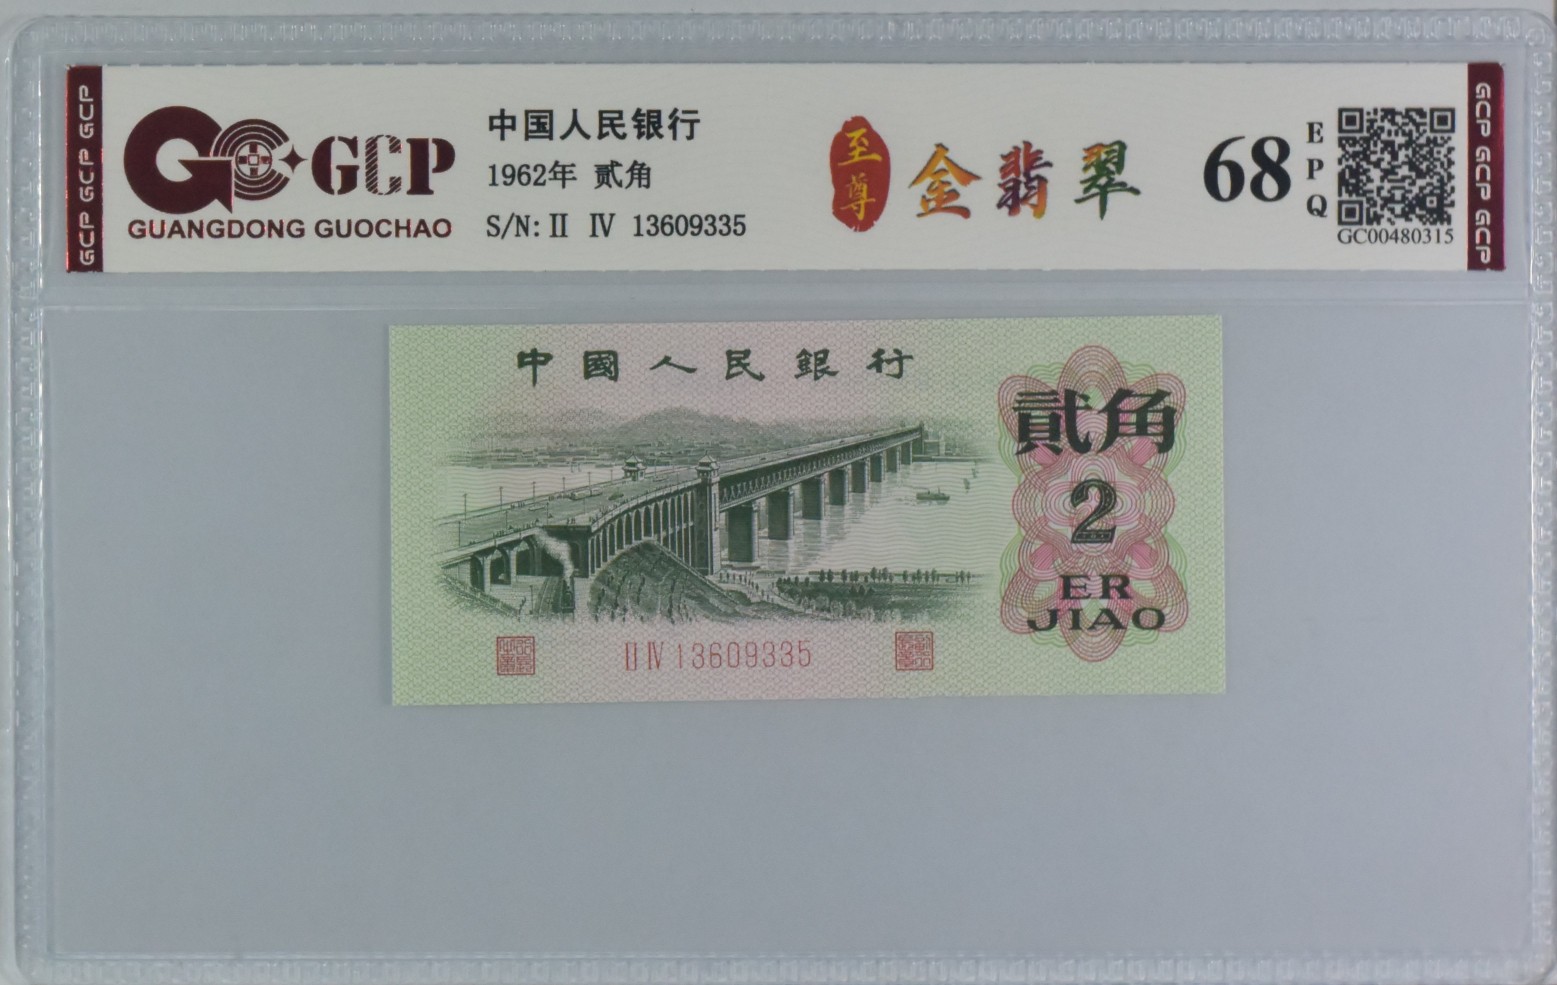 GCP GCP GCP
GCP
GUANGDONG GUOCHAO
中国人民银行
1962年 贰角
S/N: II IV 13609335
至尊
金翡翠
68
EPQ
GC00480315
GCP GCP GCP
中國人民銀行
貳角
2
ER
JIAO
II IV 13609335